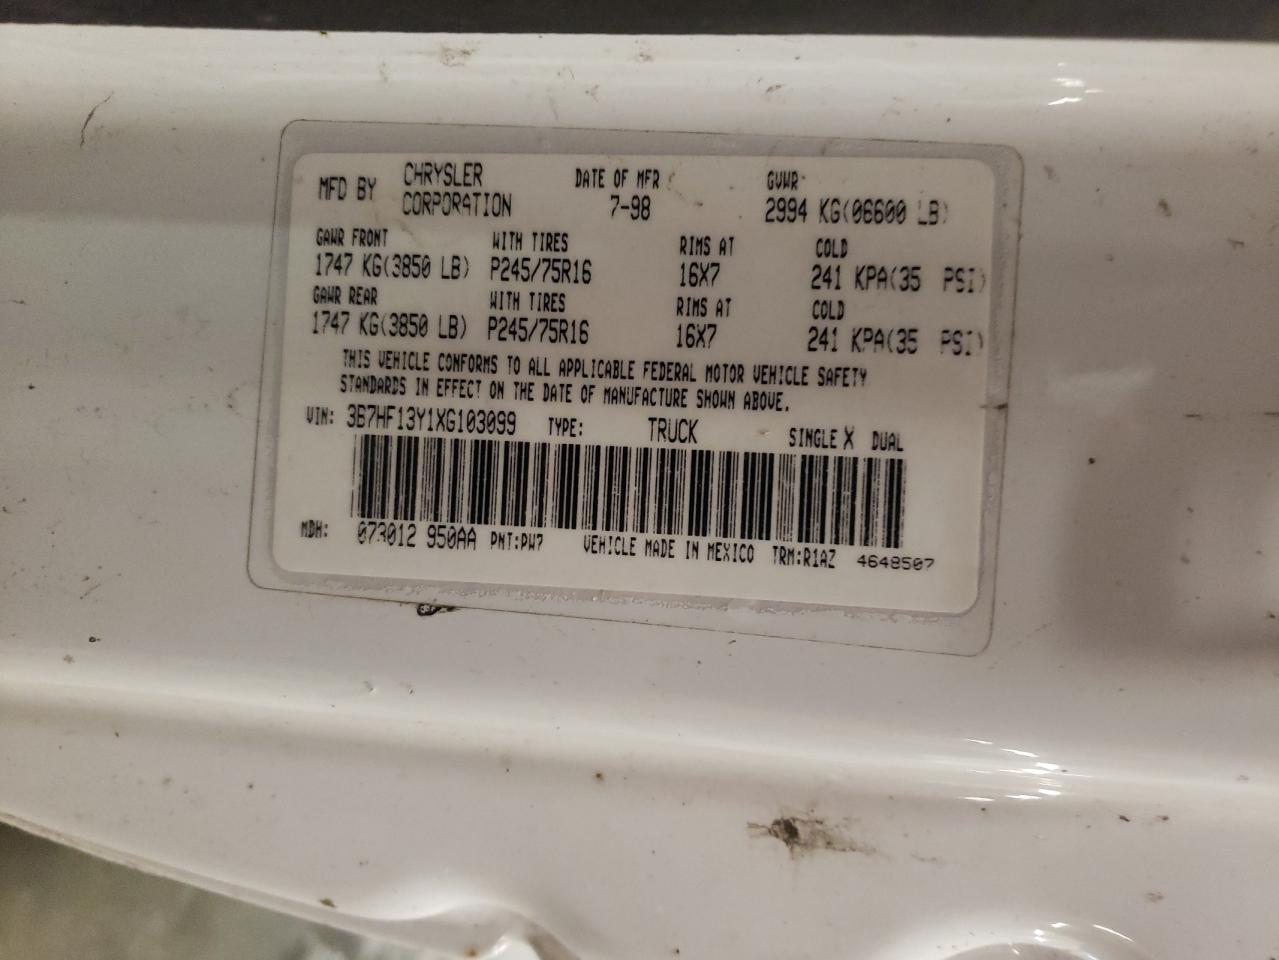 MFD BY CHRYSLER CORPORATION DATE OF MFR 7-98 GVWR 2994 KG(06600 LB)
GAWR FRONT WITH TIRES RIMS AT COLD
1747 KG(3850 LB) P245/75R16 16X7 241 KPA(35 PSI)
GAWR REAR WITH TIRES RIMS AT COLD
1747 KG(3850 LB) P245/75R16 16X7 241 KPA(35 PSI)
THIS VEHICLE CONFORMS TO ALL APPLICABLE FEDERAL MOTOR VEHICLE SAFETY
STANDARDS IN EFFECT ON THE DATE OF MANUFACTURE SHOWN ABOVE.
VIN: 3B7HF13Y1XG103099 TYPE: TRUCK SINGLE X DUAL
MDH: 073012 950AA PNT:PW7 VEHICLE MADE IN MEXICO TRM:R1AZ 4648507